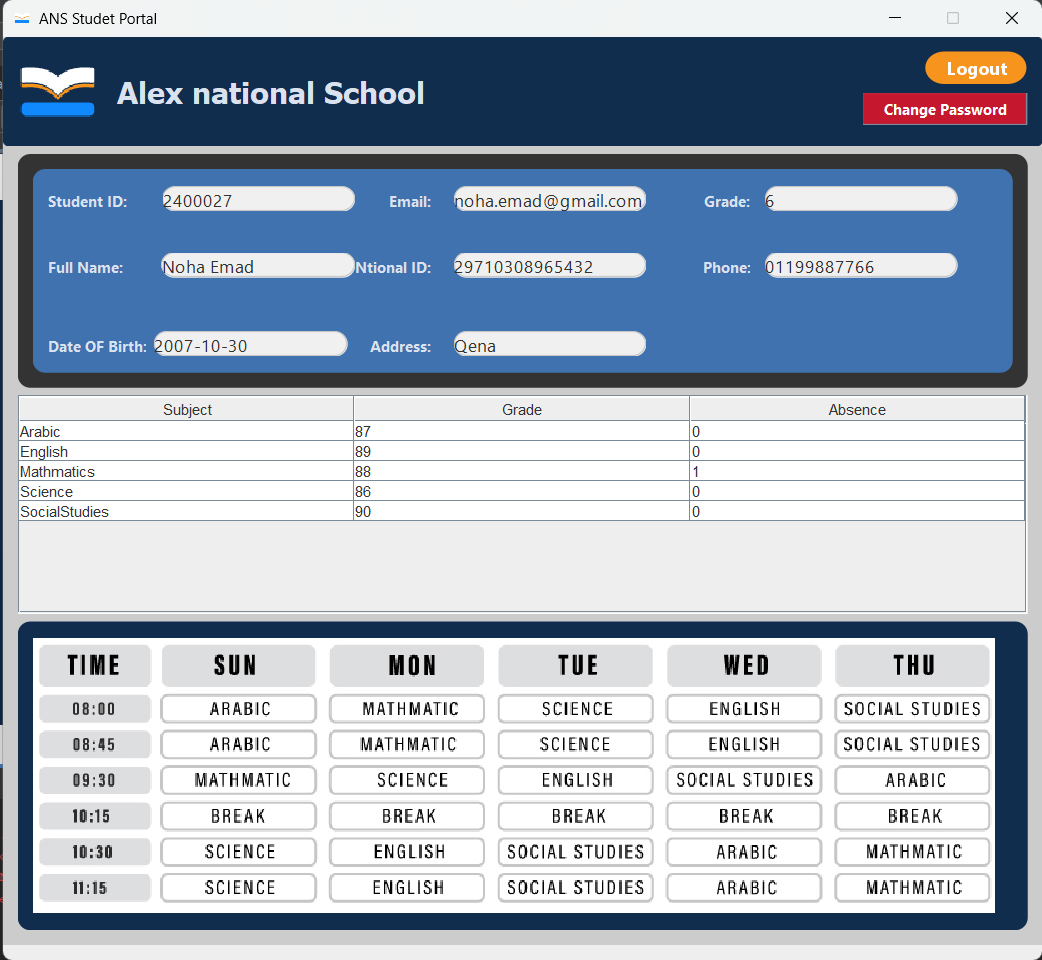 ANS Studet Portal
Logout
Alex national School
Change Password
Student ID: 2400027 Email: noha.emad@gmail.com Grade: 6
Full Name: Noha Emad Ntional ID: 29710308965432 Phone: 01199887766
Date OF Birth: 2007-10-30 Address: Qena
Subject Grade Absence
Arabic 87 0
English 89 0
Mathmatics 88 1
Science 86 0
SocialStudies 90 0
TIME SUN MON TUE WED THU
08:00 ARABIC MATHMATIC SCIENCE ENGLISH SOCIAL STUDIES
08:45 ARABIC MATHMATIC SCIENCE ENGLISH SOCIAL STUDIES
09:30 MATHMATIC SCIENCE ENGLISH SOCIAL STUDIES ARABIC
10:15 BREAK BREAK BREAK BREAK BREAK
10:30 SCIENCE ENGLISH SOCIAL STUDIES ARABIC MATHMATIC
11:15 SCIENCE ENGLISH SOCIAL STUDIES ARABIC MATHMATIC